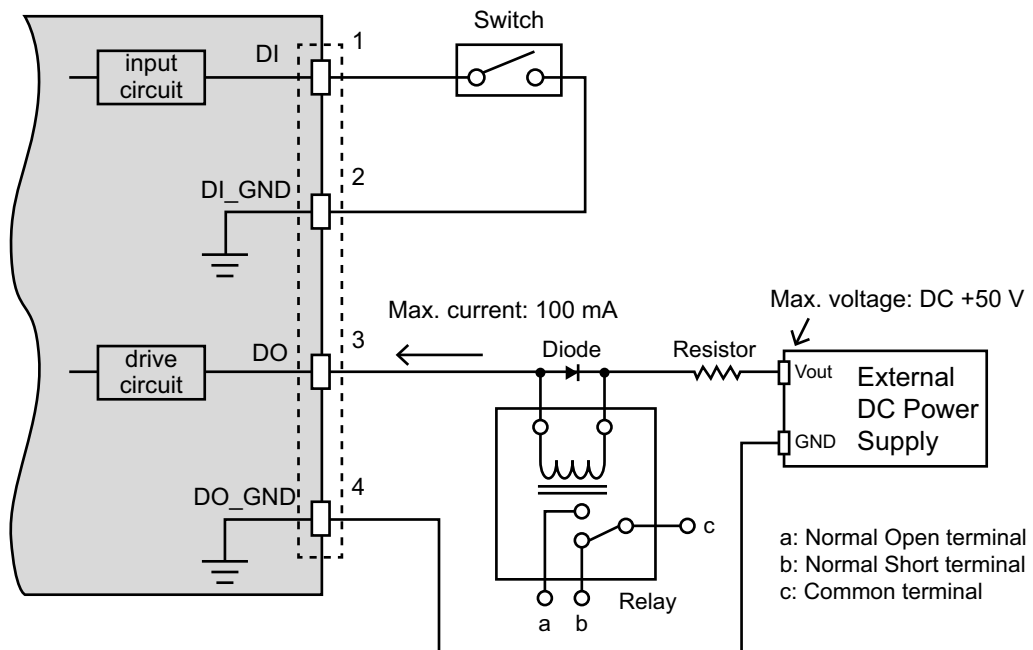 Switch
1
DI
input
circuit
2
DI_GND
Max. voltage: DC +50 V
Max. current: 100 mA
3
DO
Diode
Resistor
drive
circuit
Vout
External
DC Power
Supply
GND
4
DO_GND
c
a: Normal Open terminal
b: Normal Short terminal
c: Common terminal
Relay
a
b